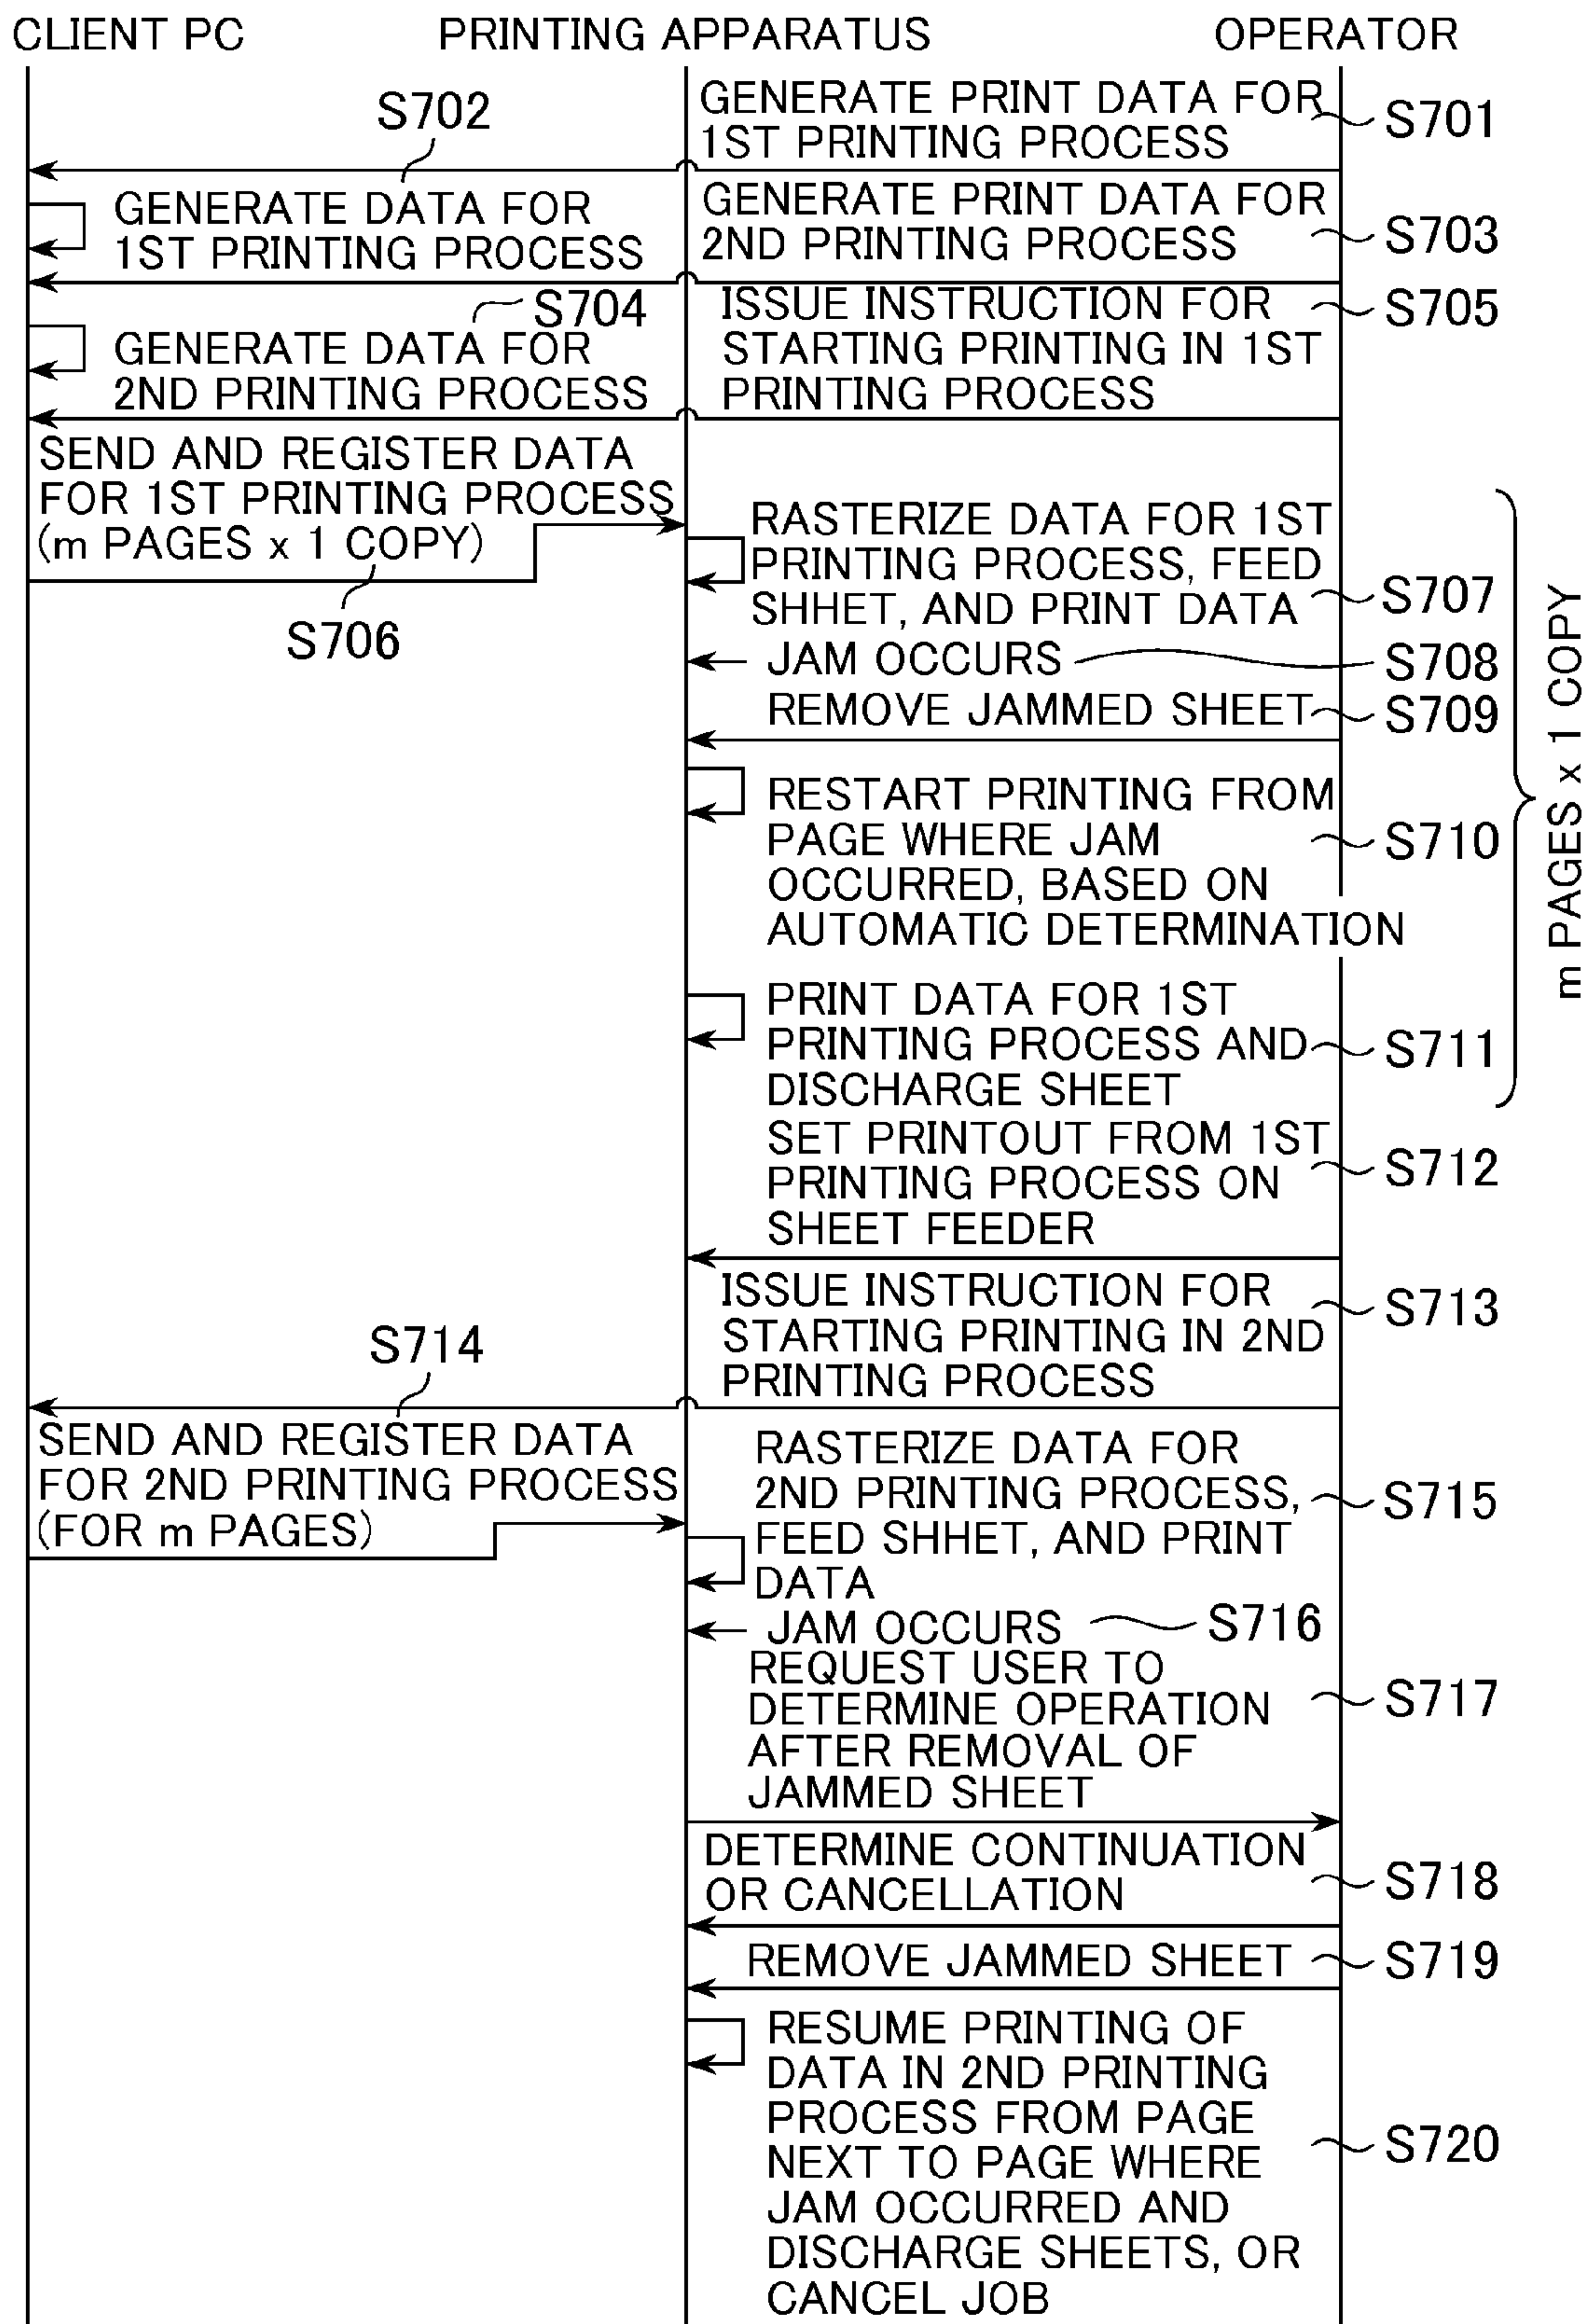 CLIENT PC
PRINTING APPARATUS
OPERATOR
GENERATE PRINT DATA FOR
1ST PRINTING PROCESS
S701
S702
GENERATE DATA FOR
1ST PRINTING PROCESS
GENERATE PRINT DATA FOR
2ND PRINTING PROCESS
S703
S704
GENERATE DATA FOR
2ND PRINTING PROCESS
ISSUE INSTRUCTION FOR
STARTING PRINTING IN 1ST
PRINTING PROCESS
S705
SEND AND REGISTER DATA
FOR 1ST PRINTING PROCESS
(m PAGES x 1 COPY)
S706
RASTERIZE DATA FOR 1ST
PRINTING PROCESS, FEED
SHHET, AND PRINT DATA
S707
JAM OCCURS
S708
REMOVE JAMMED SHEET
S709
RESTART PRINTING FROM
PAGE WHERE JAM
OCCURRED, BASED ON
AUTOMATIC DETERMINATION
S710
PRINT DATA FOR 1ST
PRINTING PROCESS AND
DISCHARGE SHEET
S711
m PAGES x 1 COPY
SET PRINTOUT FROM 1ST
PRINTING PROCESS ON
SHEET FEEDER
S712
ISSUE INSTRUCTION FOR
STARTING PRINTING IN 2ND
PRINTING PROCESS
S713
S714
SEND AND REGISTER DATA
FOR 2ND PRINTING PROCESS
(FOR m PAGES)
RASTERIZE DATA FOR
2ND PRINTING PROCESS,
FEED SHHET, AND PRINT
DATA
S715
JAM OCCURS
S716
REQUEST USER TO
DETERMINE OPERATION
AFTER REMOVAL OF
JAMMED SHEET
S717
DETERMINE CONTINUATION
OR CANCELLATION
S718
REMOVE JAMMED SHEET
S719
RESUME PRINTING OF
DATA IN 2ND PRINTING
PROCESS FROM PAGE
NEXT TO PAGE WHERE
JAM OCCURRED AND
DISCHARGE SHEETS, OR
CANCEL JOB
S720